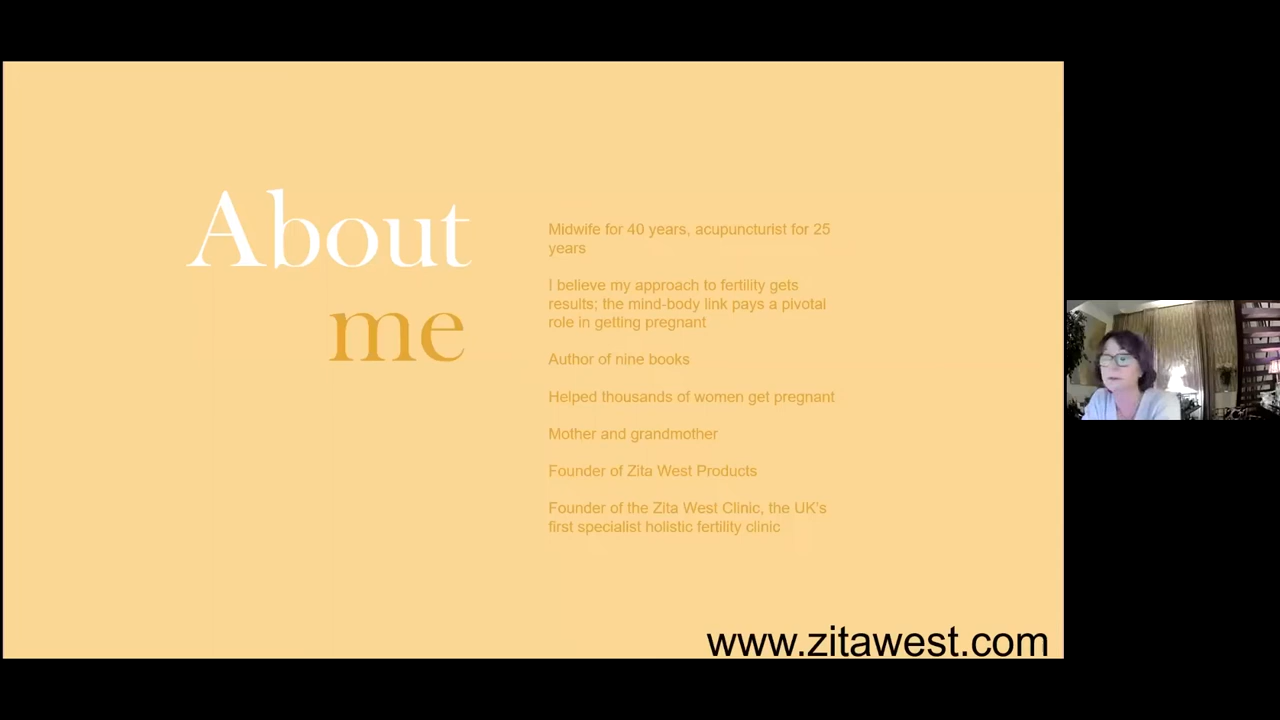 About
me
Midwife for 40 years, acupuncturist for 25
years
I believe my approach to fertility gets
results; the mind-body link pays a pivotal
role in getting pregnant
Author of nine books
Helped thousands of women get pregnant
Mother and grandmother
Founder of Zita West Products
Founder of the Zita West Clinic, the UK's
first specialist holistic fertility clinic
www.zitawest.com